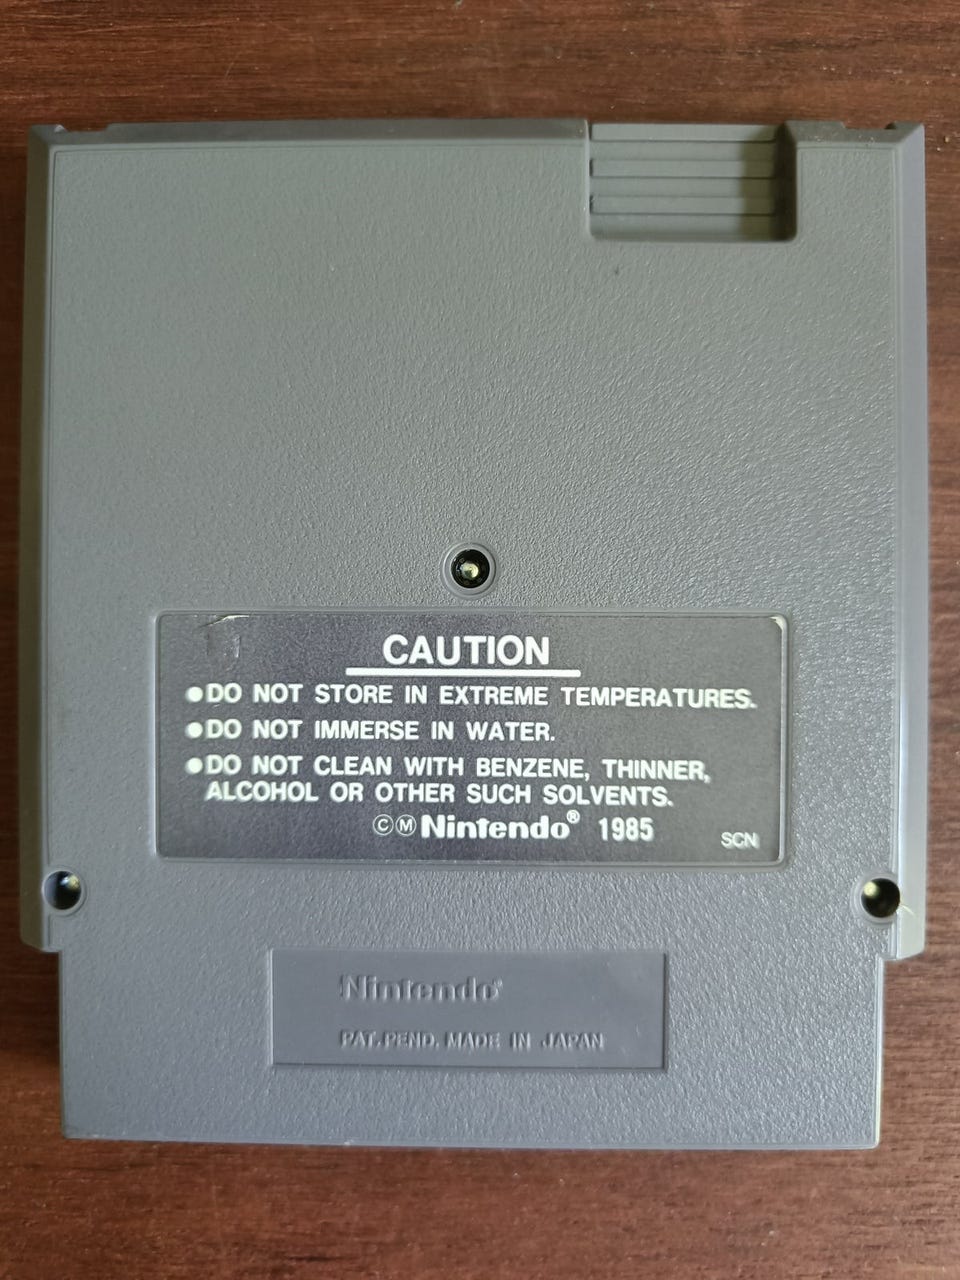 CAUTION
●DO NOT STORE IN EXTREME TEMPERATURES.
●DO NOT IMMERSE IN WATER.
●DO NOT CLEAN WITH BENZENE, THINNER,
ALCOHOL OR OTHER SUCH SOLVENTS.
ⒸⓂNintendo® 1985
SCN
Nintendo®
PAT. PEND. MADE IN JAPAN